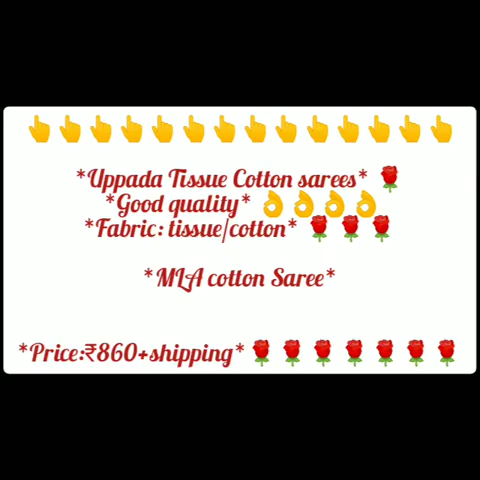 👆👆👆👆👆👆👆👆👆👆👆👆👆👆
*Uppada Tissue Cotton sarees* 🌹
*Good quality* 👌👌👌👌
*Fabric: tissue/cotton* 🌹🌹🌹
*MLA cotton Saree*
*Price:₹860+shipping* 🌹🌹🌹🌹🌹🌹🌹